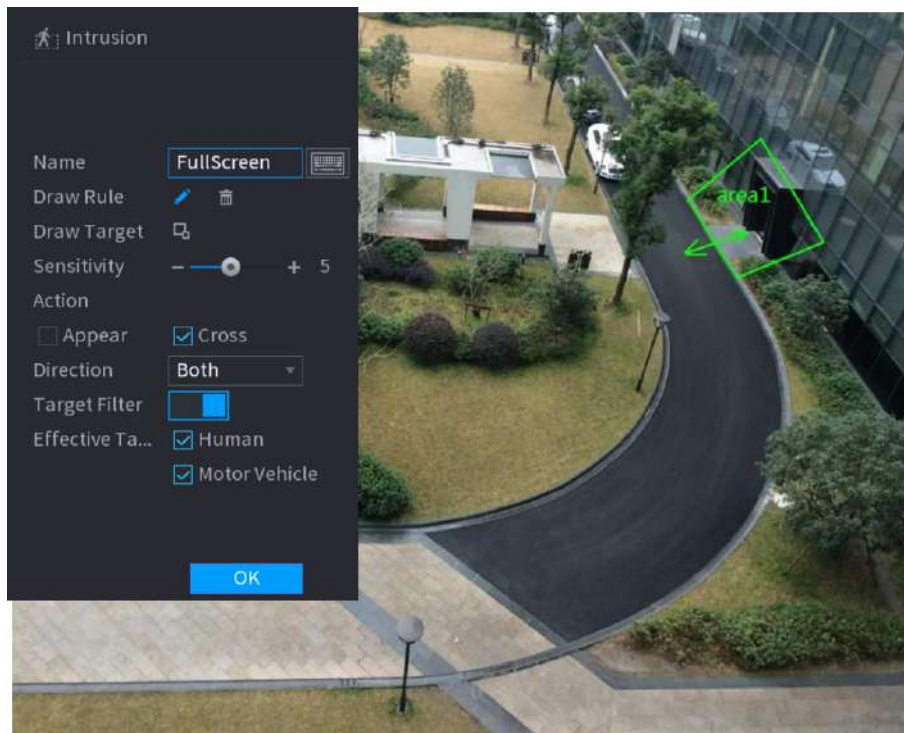 Intrusion
Name FullScreen
Draw Rule
Draw Target
Sensitivity - + 5
Action
Appear Cross
Direction Both
Target Filter
Effective Ta... Human
Motor Vehicle
OK
area1